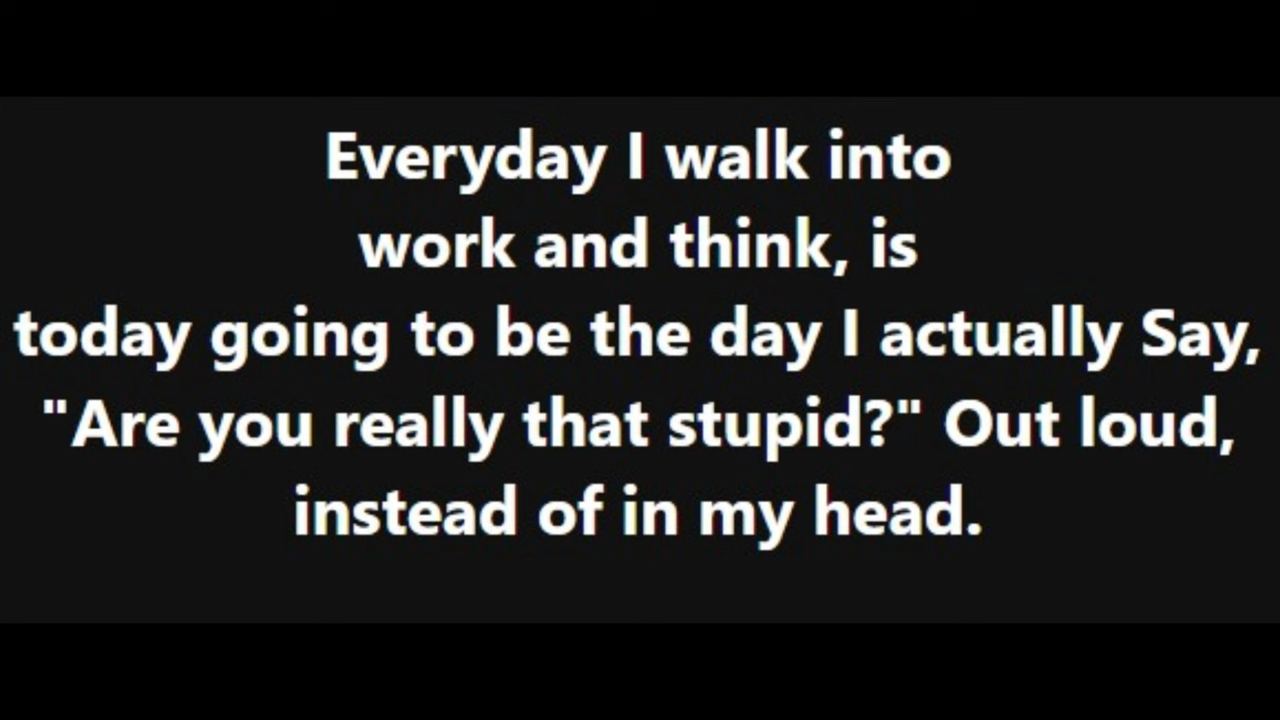 Everyday I walk into
work and think, is
today going to be the day I actually Say,
"Are you really that stupid?" Out loud,
instead of in my head.